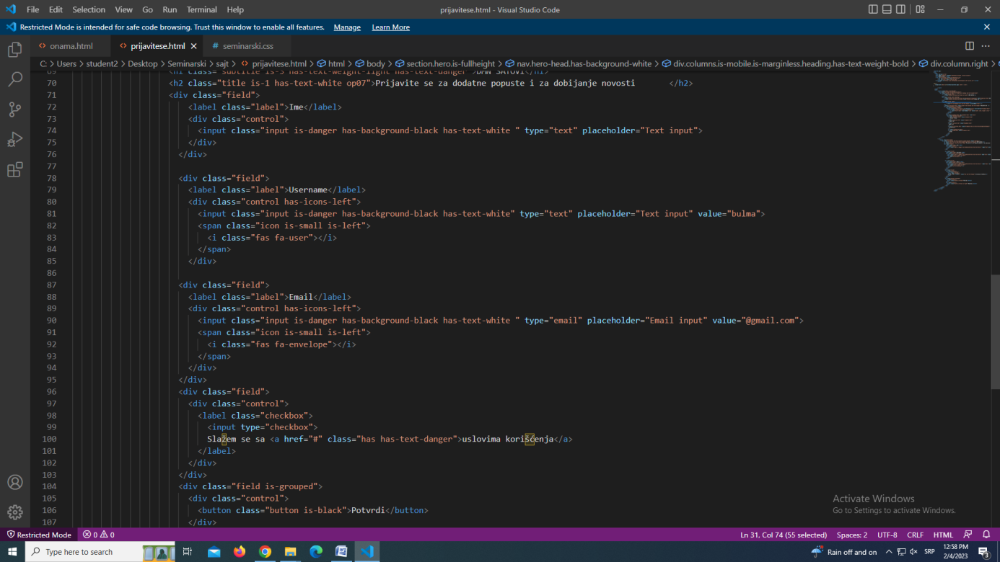 File Edit Selection View Go Run Terminal Help prijavitese.html - Visual Studio Code
Restricted Mode is intended for safe code browsing. Trust this window to enable all features. Manage Learn More
onama.html prijavitese.html # seminarski.css
C: > Users > student2 > Desktop > Seminarski > sajt > prijavitese.html > html > body > section.hero.is-fullheight > nav.hero-head.has-background-white > div.columns.is-mobile.is-marginless.heading.has-text-weight-bold > div.column.right >
69 <h1 class="subtitle is-3 has-text-weight-light has-text-danger">DMN SATOVI</h1>
70 <h2 class="title is-1 has-text-white op07">Prijavite se za dodatne popuste i za dobijanje novosti </h2>
71 <div class="field">
72 <label class="label">Ime</label>
73 <div class="control">
74 <input class="input is-danger has-background-black has-text-white " type="text" placeholder="Text input">
75 </div>
76 </div>
77
78 <div class="field">
79 <label class="label">Username</label>
80 <div class="control has-icons-left">
81 <input class="input is-danger has-background-black has-text-white" type="text" placeholder="Text input" value="bulma">
82 <span class="icon is-small is-left">
83 <i class="fas fa-user"></i>
84 </span>
85 </div>
86
87 <div class="field">
88 <label class="label">Email</label>
89 <div class="control has-icons-left">
90 <input class="input is-danger has-background-black has-text-white " type="email" placeholder="Email input" value="@gmail.com">
91 <span class="icon is-small is-left">
92 <i class="fas fa-envelope"></i>
93 </span>
94 </div>
95 </div>
96 <div class="field">
97 <div class="control">
98 <label class="checkbox">
99 <input type="checkbox">
100 Slažem se sa <a href="#" class="has has-text-danger">uslovima korišćenja</a>
101 </label>
102 </div>
103 </div>
104 <div class="field is-grouped">
105 <div class="control">
106 <button class="button is-black">Potvrdi</button>
107 </div>
Activate Windows
Go to Settings to activate Windows.
Restricted Mode 0 0 Ln 31, Col 74 (55 selected) Spaces: 2 UTF-8 CRLF HTML
Type here to search Rain off and on SRP 12:58 PM
2/4/2023 3